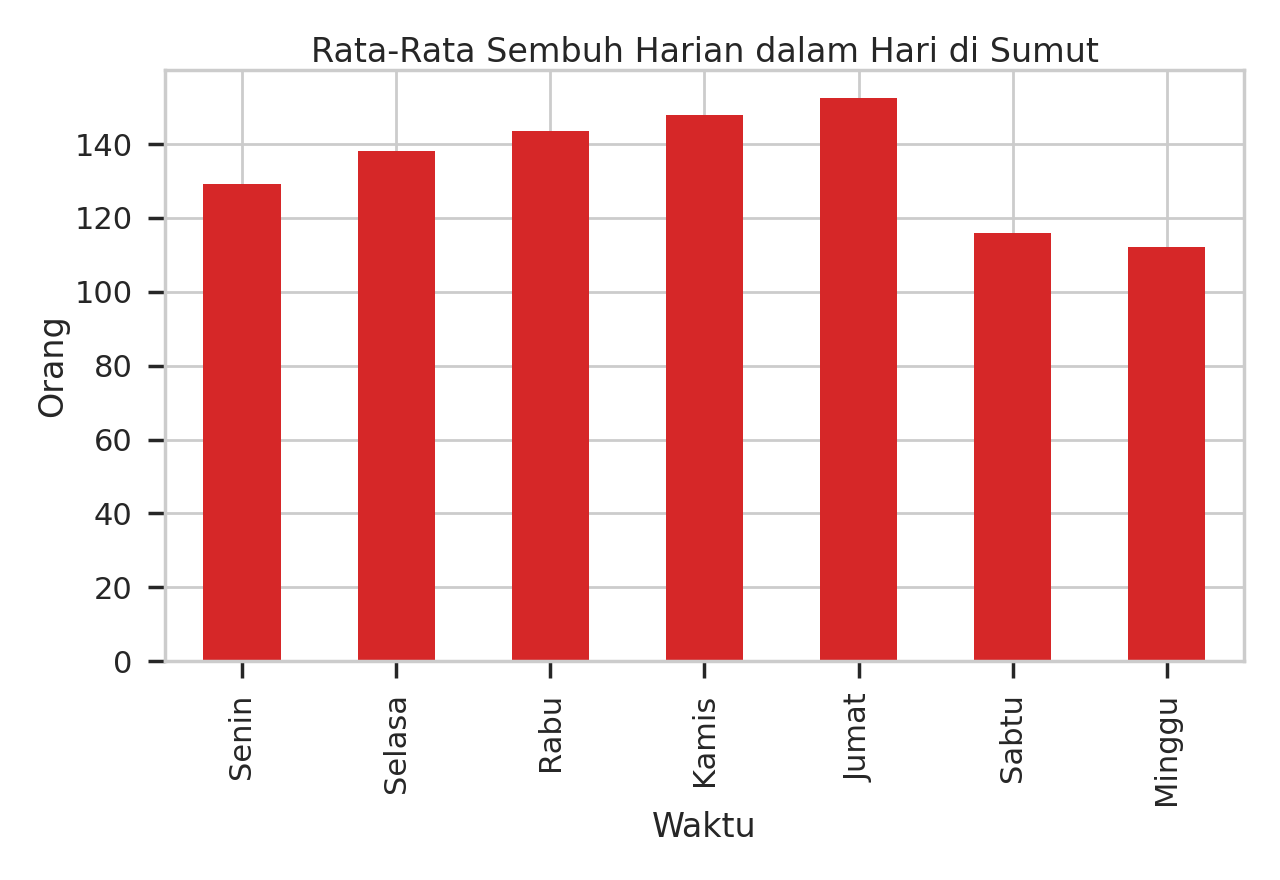 Rata-Rata Sembuh Harian dalam Hari di Sumut
Orang
140
120
100
80
60
40
20
0
Senin
Selasa
Rabu
Kamis
Jumat
Sabtu
Minggu
Waktu